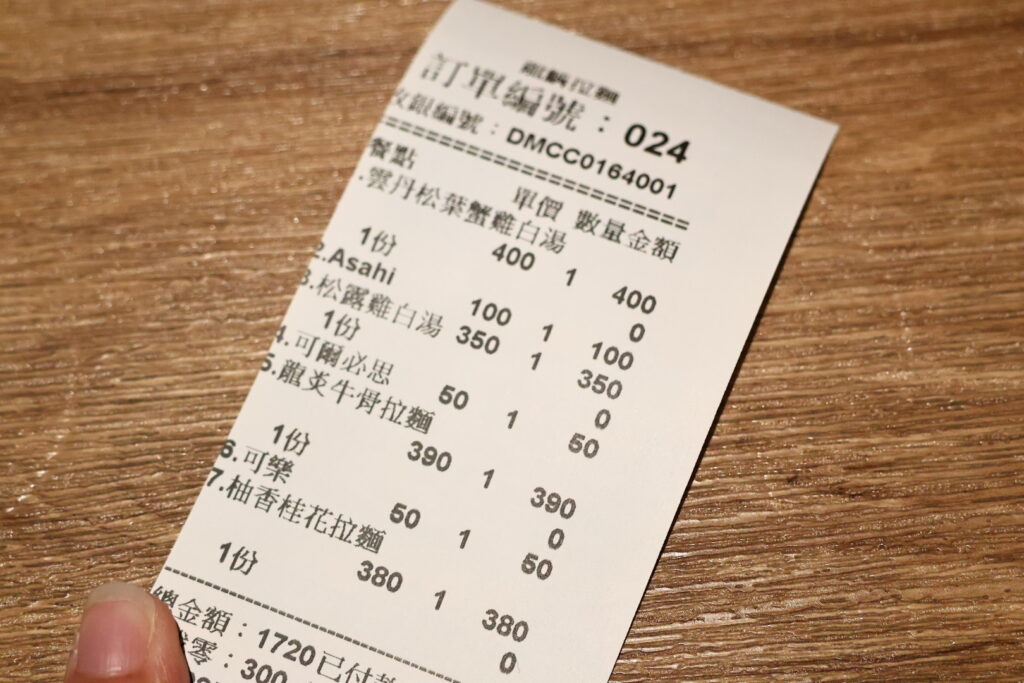 拉麵
訂單編號：024
收銀編號：DMCC0164001
=========================
餐點 單價 數量金額
.雲丹松葉蟹雞白湯
400 1 400
1份 0
2.Asahi 100 1 100
3.松露雞白湯 350 1 350
1份 0
4.可爾必思 50 1 50
5.龍炎牛骨拉麵
390 1 390
1份 0
6.可樂 50 1 50
7.柚香桂花拉麵
380 1 380
1份 0
總金額：1720已付款
找零：300